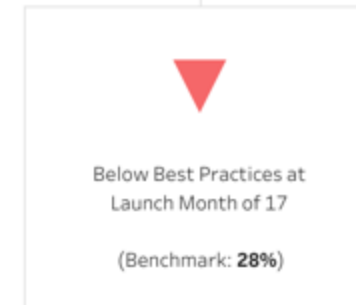 Below Best Practices at
Launch Month of 17
(Benchmark: 28%)